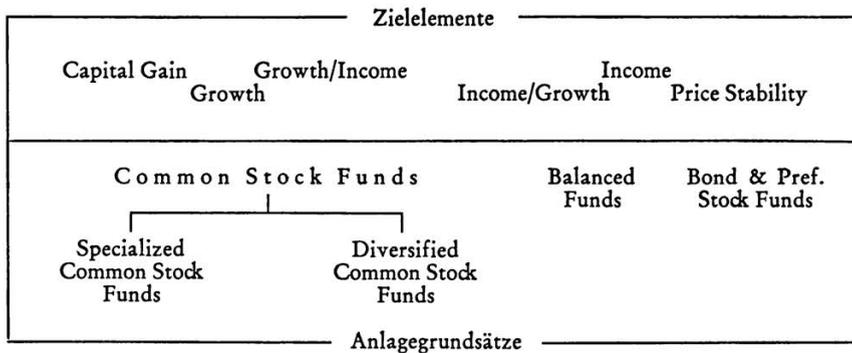 Zielelemente
Capital Gain Growth/Income Income
Growth Income/Growth Price Stability
Common Stock Funds Balanced Bond & Pref.
Funds Stock Funds
Specialized Diversified
Common Stock Common Stock
Funds Funds
Anlagegrundsätze